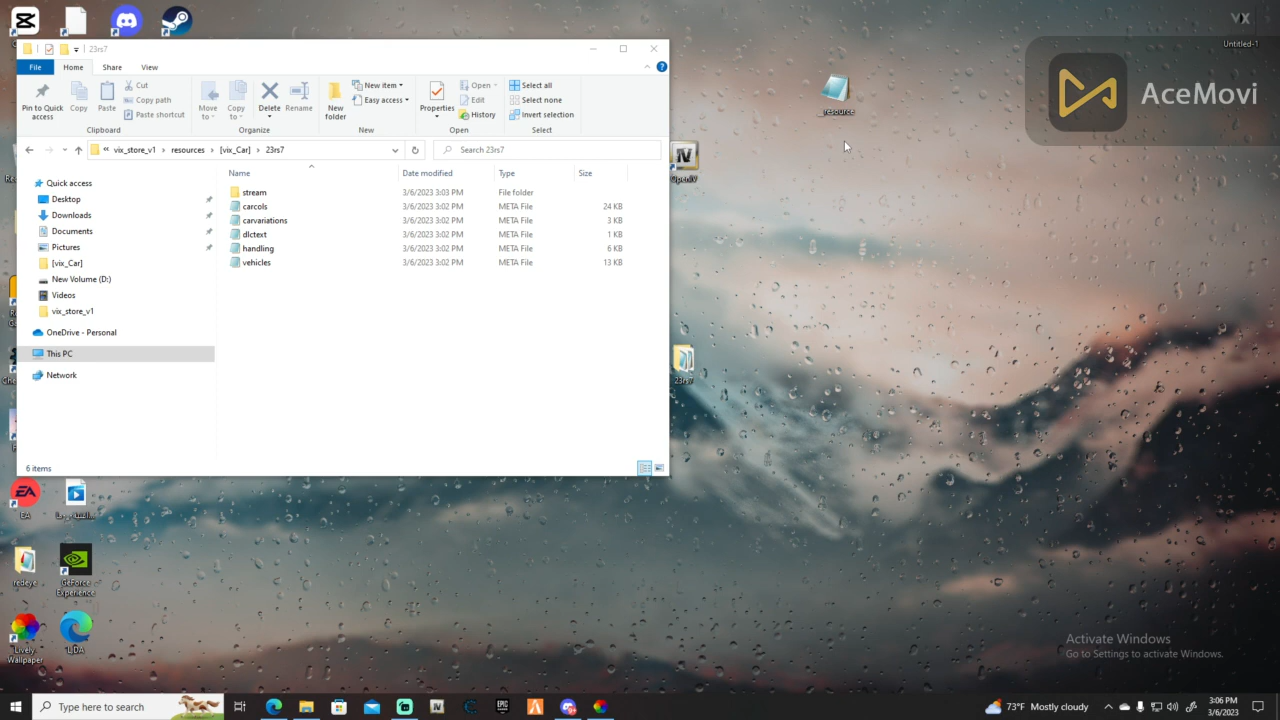 23rs7
File
Home
Share
View
Pin to Quick
access
Copy
Paste
Cut
Copy path
Paste shortcut
Clipboard
Move
to
Copy
to
Delete
Rename
Organize
New
folder
New item
Easy access
New
Properties
Open
Edit
History
Open
Select all
Select none
Invert selection
Select
« vix_store_v1 › resources › [vix_Car] › 23rs7
Search 23rs7
Name
Date modified
Type
Size
stream 3/6/2023 3:03 PM File folder
carcols 3/6/2023 3:02 PM META File 24 KB
carvariations 3/6/2023 3:02 PM META File 3 KB
dlctext 3/6/2023 3:02 PM META File 1 KB
handling 3/6/2023 3:02 PM META File 6 KB
vehicles 3/6/2023 3:02 PM META File 13 KB
Quick access
Desktop
Downloads
Documents
Pictures
[vix_Car]
New Volume (D:)
Videos
vix_store_v1
OneDrive - Personal
This PC
Network
6 items
__resource
OpenIV
23rs7
VX
Untitled-1
AceMovi
EA
redeye
GeForce
Experience
Lively
Wallpaper
Activate Windows
Go to Settings to activate Windows.
Type here to search
EPIC
73°F Mostly cloudy
3:06 PM
3/6/2023